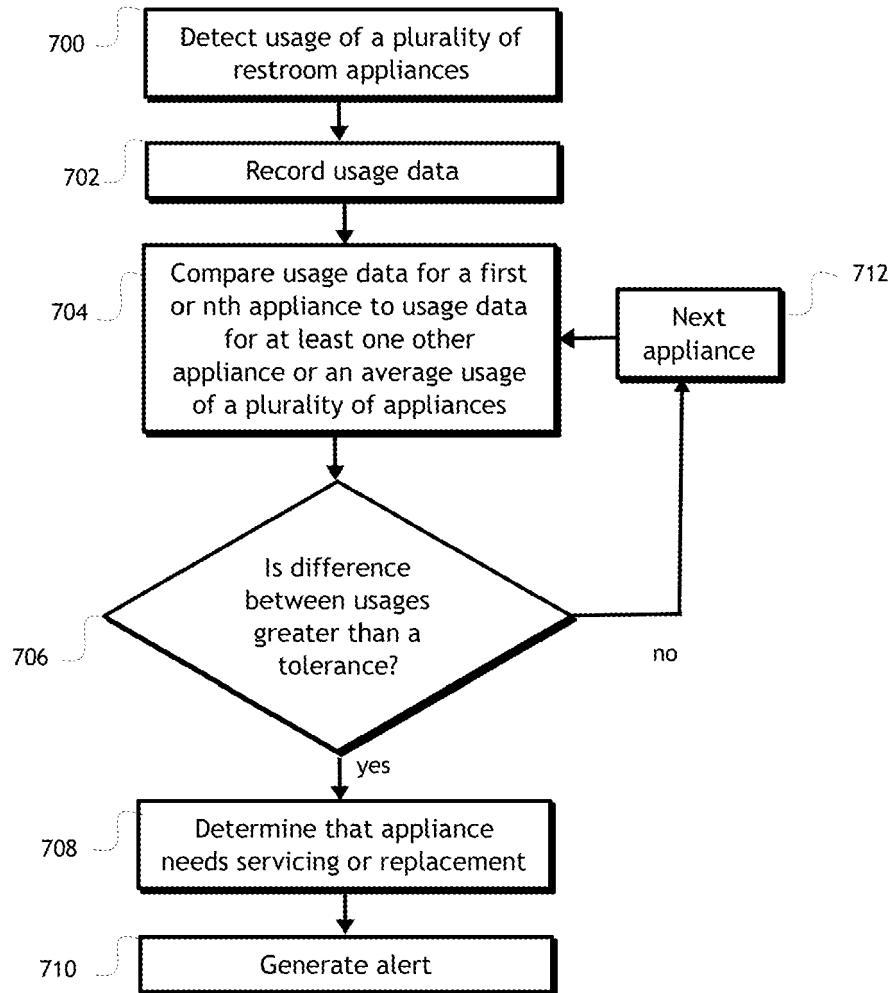 700
Detect usage of a plurality of
restroom appliances
702
Record usage data
704
Compare usage data for a first
or nth appliance to usage data
for at least one other
appliance or an average usage
of a plurality of appliances
712
Next
appliance
706
Is difference
between usages
greater than a
tolerance?
no
yes
708
Determine that appliance
needs servicing or replacement
710
Generate alert